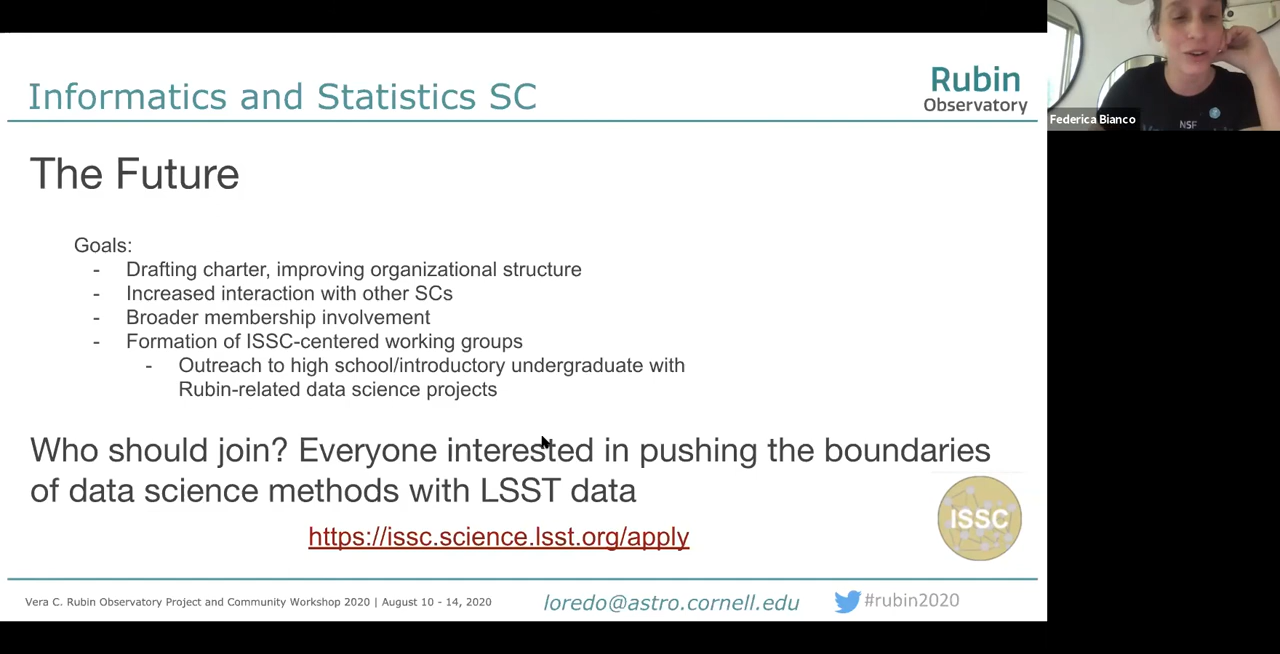 Informatics and Statistics SC
Rubin
Observatory
The Future
Goals:
- Drafting charter, improving organizational structure
- Increased interaction with other SCs
- Broader membership involvement
- Formation of ISSC-centered working groups
- Outreach to high school/introductory undergraduate with
Rubin-related data science projects
Who should join? Everyone interested in pushing the boundaries
of data science methods with LSST data
https://issc.science.lsst.org/apply
ISSC
Vera C. Rubin Observatory Project and Community Workshop 2020 | August 10 - 14, 2020
loredo@astro.cornell.edu
#rubin2020
Federica Bianco
NSF